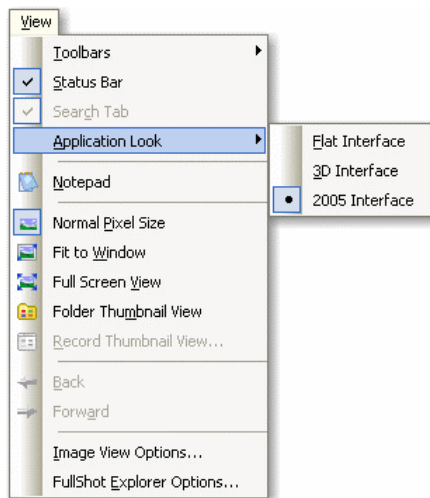 View
Toolbars
Status Bar
Search Tab
Application Look
Flat Interface
3D Interface
2005 Interface
Notepad
Normal Pixel Size
Fit to Window
Full Screen View
Folder Thumbnail View
Record Thumbnail View...
Back
Forward
Image View Options...
FullShot Explorer Options...